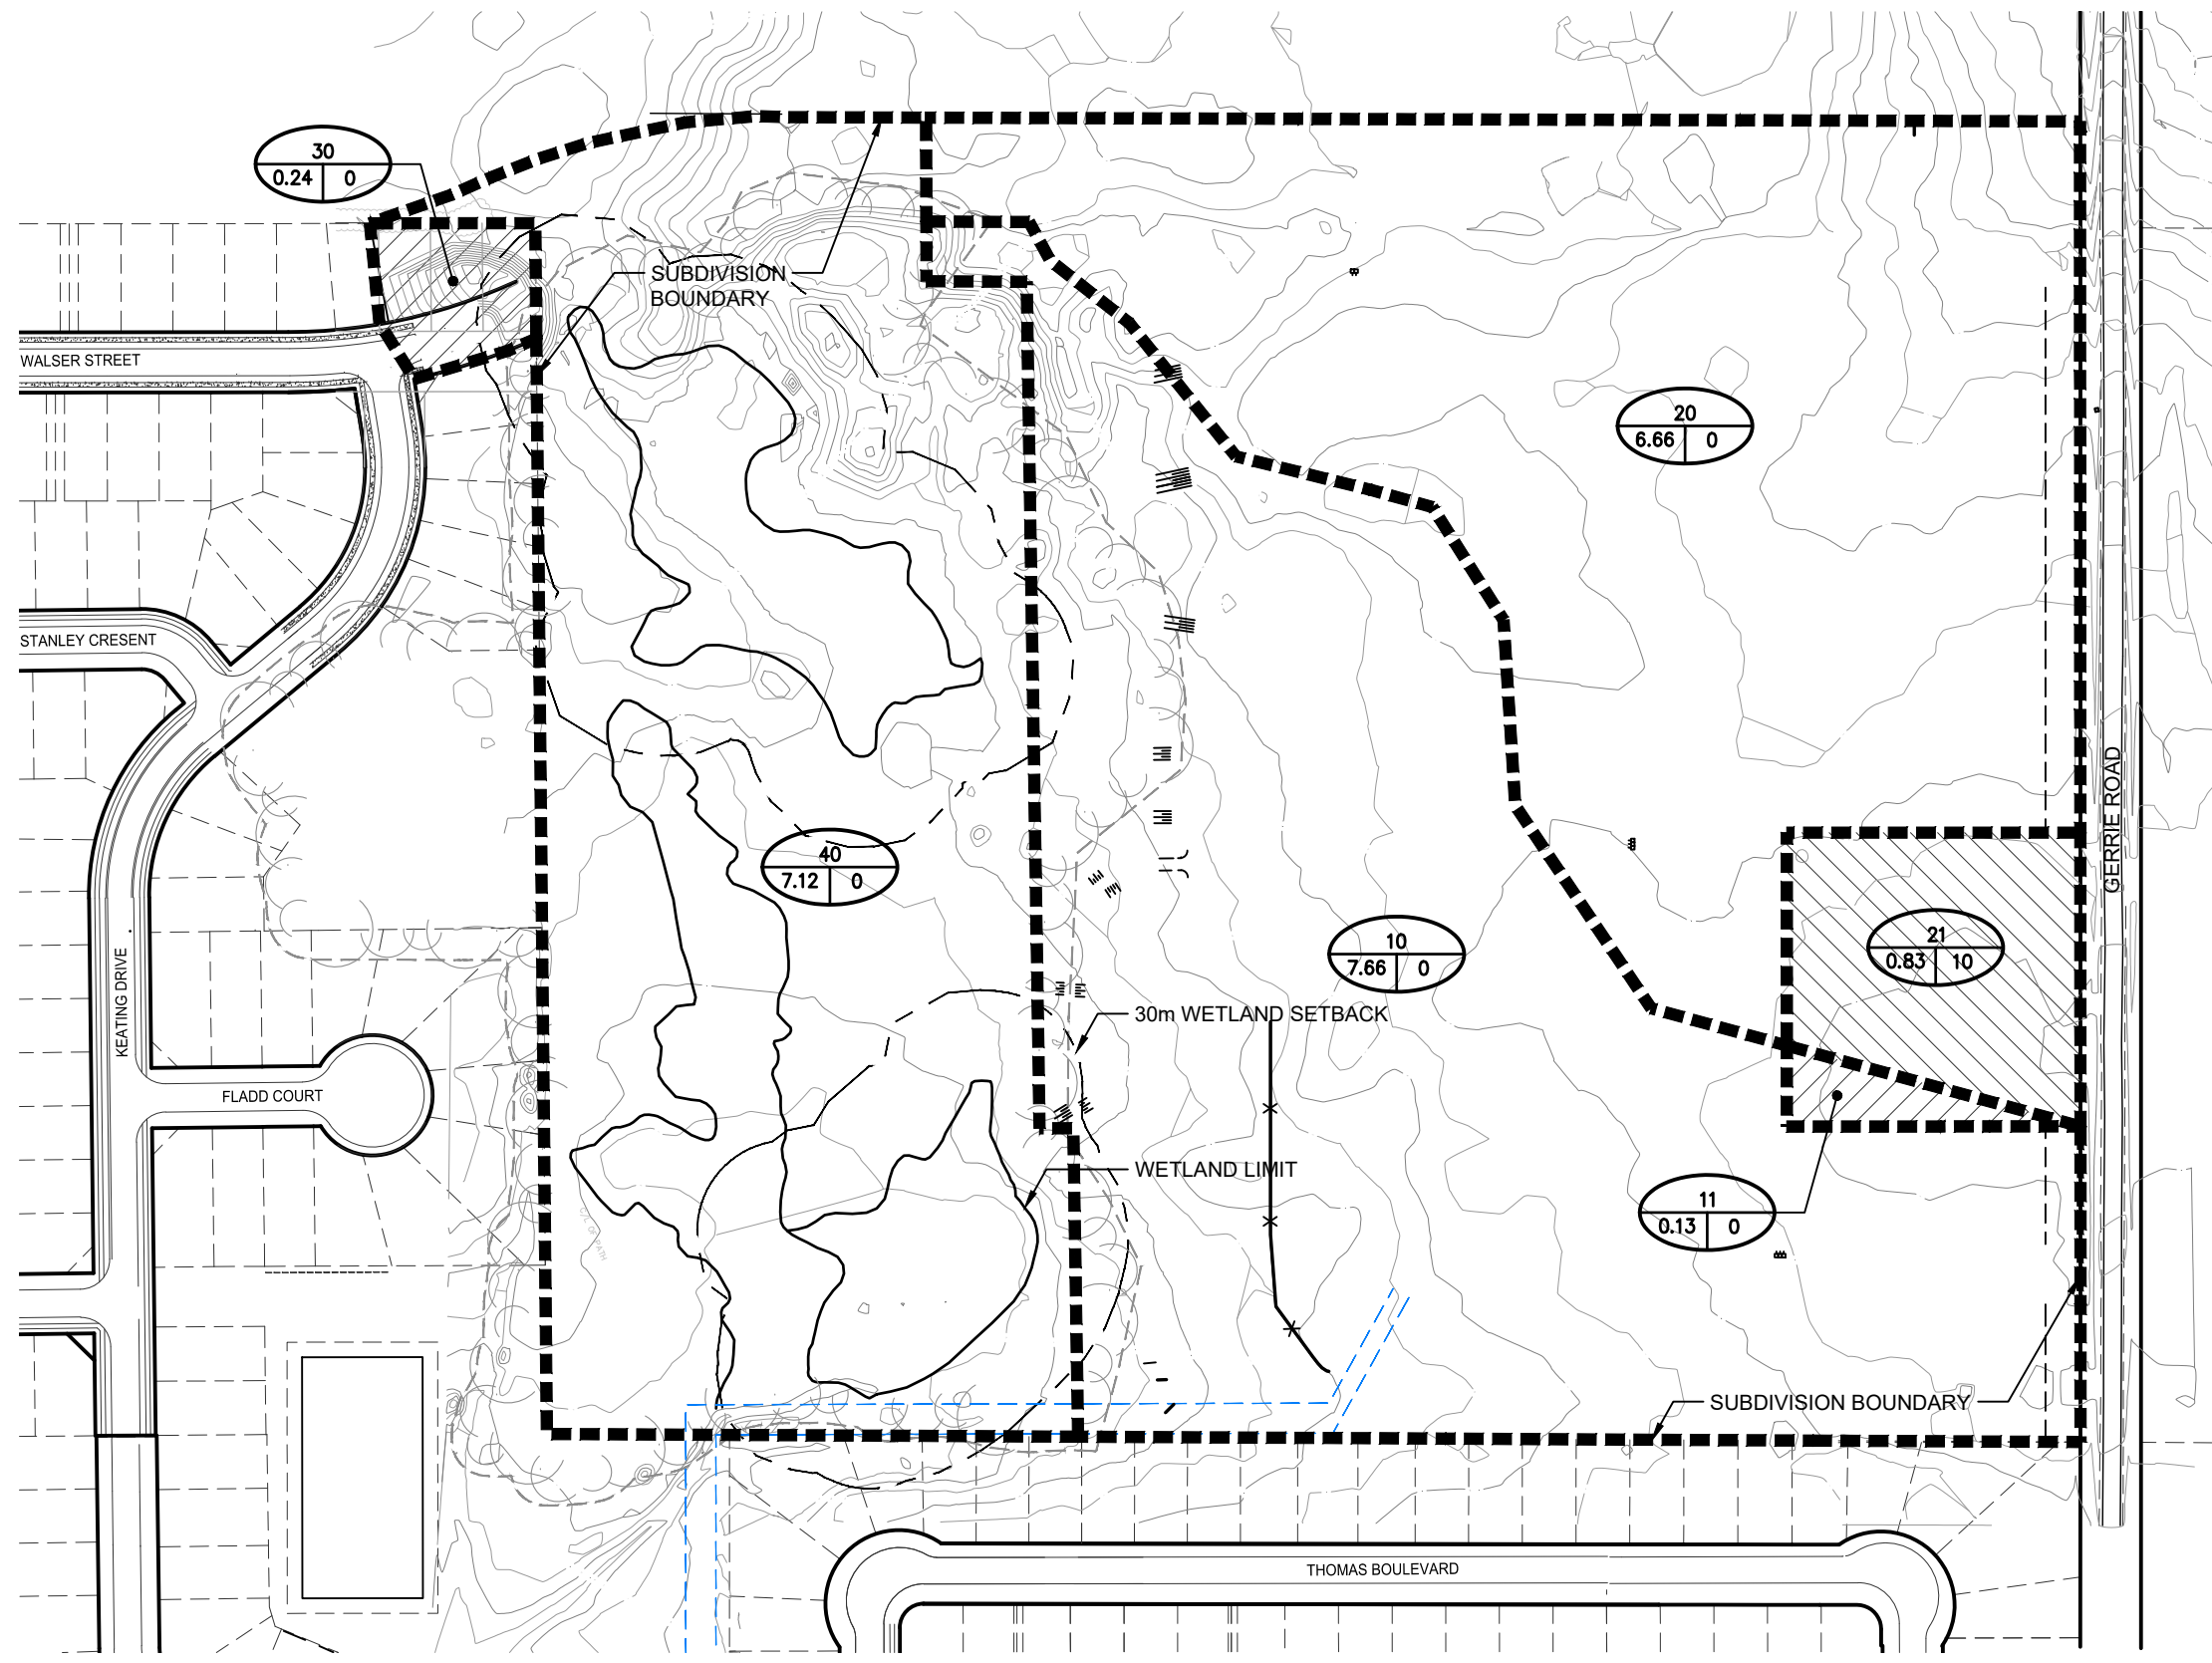 30
0.24 0
SUBDIVISION
BOUNDARY
WALSER STREET
20
6.66 0
STANLEY CRESENT
GERRIE ROAD
40
7.12 0
21
0.83 10
10
7.66 0
KEATING DRIVE
30m WETLAND SETBACK
FLADD COURT
WETLAND LIMIT
11
0.13 0
C/L OF PATH
SUBDIVISION BOUNDARY
THOMAS BOULEVARD